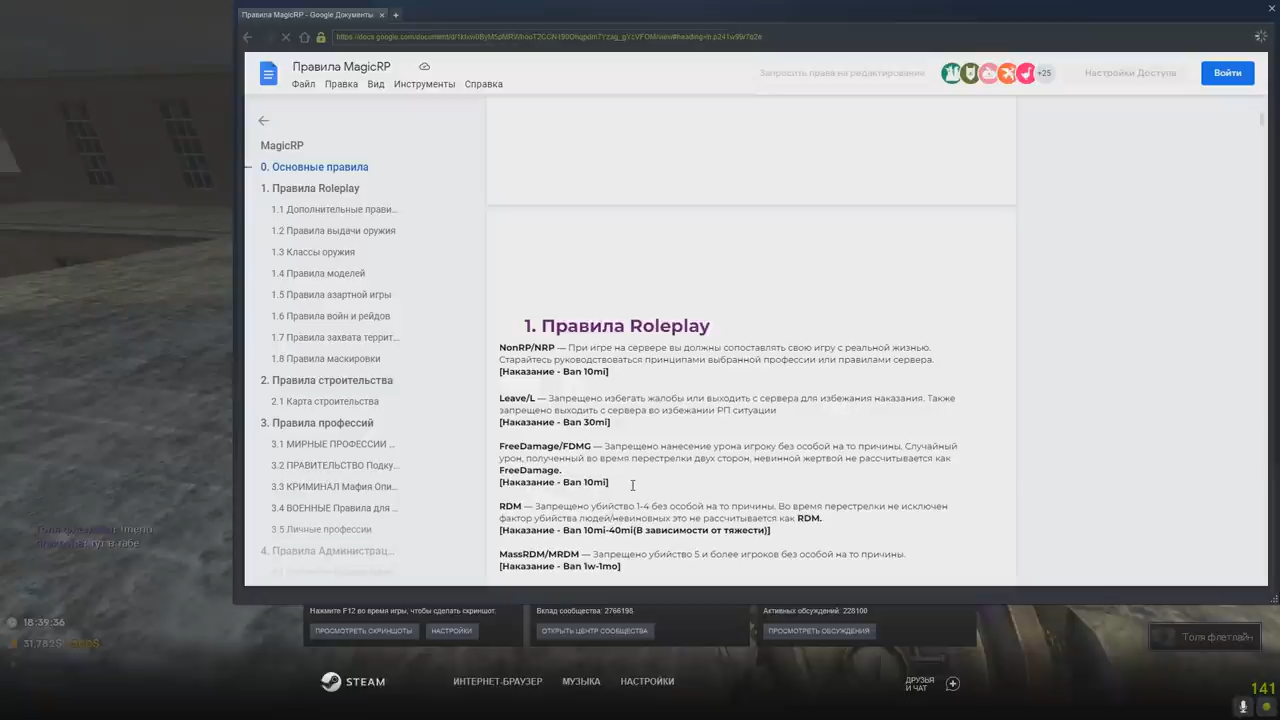 Правила MagicRP - Google Документы
Правила MagicRP
Запросить права на редактирование
+25
Настройки Доступа
Войти
Файл Правка Вид Инструменты Справка
MagicRP
0. Основные правила
1. Правила Roleplay
1.1 Дополнительные прави...
1.2 Правила выдачи оружия
1.3 Классы оружия
1.4 Правила моделей
1.5 Правила азартной игры
1.6 Правила войн и рейдов
1.7 Правила захвата террит...
1.8 Правила маскировки
2. Правила строительства
2.1 Карта строительства
3. Правила профессий
3.1 МИРНЫЕ ПРОФЕССИИ ...
3.2 ПРАВИТЕЛЬСТВО Подку...
3.3 КРИМИНАЛ Мафия Опи...
3.4 ВОЕННЫЕ Правила для ...
3.5 Личные профессии
4. Правила Администрац...
1. Правила Roleplay
NonRP/NRP — При игре на сервере вы должны сопоставлять свою игру с реальной жизнью.
Старайтесь руководствоваться принципами выбранной профессии или правилами сервера.
[Наказание - Ban 10mi]
Leave/L — Запрещено избегать жалобы или выходить с сервера для избежания наказания. Также
запрещено выходить с сервера во избежании РП ситуации
[Наказание - Ban 30mi]
FreeDamage/FDMG — Запрещено нанесение урона игроку без особой на то причины. Случайный
урон, полученный во время перестрелки двух сторон, невинной жертвой не рассчитывается как
FreeDamage.
[Наказание - Ban 10mi]
RDM — Запрещено убийство 1-4 без особой на то причины. Во время перестрелки не исключен
фактор убийства людей/невиновных это не рассчитывается как RDM.
[Наказание - Ban 10mi-40mi(В зависимости от тяжести)]
MassRDM/MRDM — Запрещено убийство 5 и более игроков без особой на то причины.
[Наказание - Ban 1w-1mo]
18:39:36
31,782$
Нажмите F12 во время игры, чтобы сделать скриншот.
ПРОСМОТРЕТЬ СКРИНШОТЫ НАСТРОЙКИ
Вклад сообщества: 2766195
ОТКРЫТЬ ЦЕНТР СООБЩЕСТВА
Активных обсуждений: 228100
ПРОСМОТРЕТЬ ОБСУЖДЕНИЯ
Толя флетлайн
STEAM
ИНТЕРНЕТ-БРАУЗЕР МУЗЫКА НАСТРОЙКИ
ДРУЗЬЯ
И ЧАТ
141